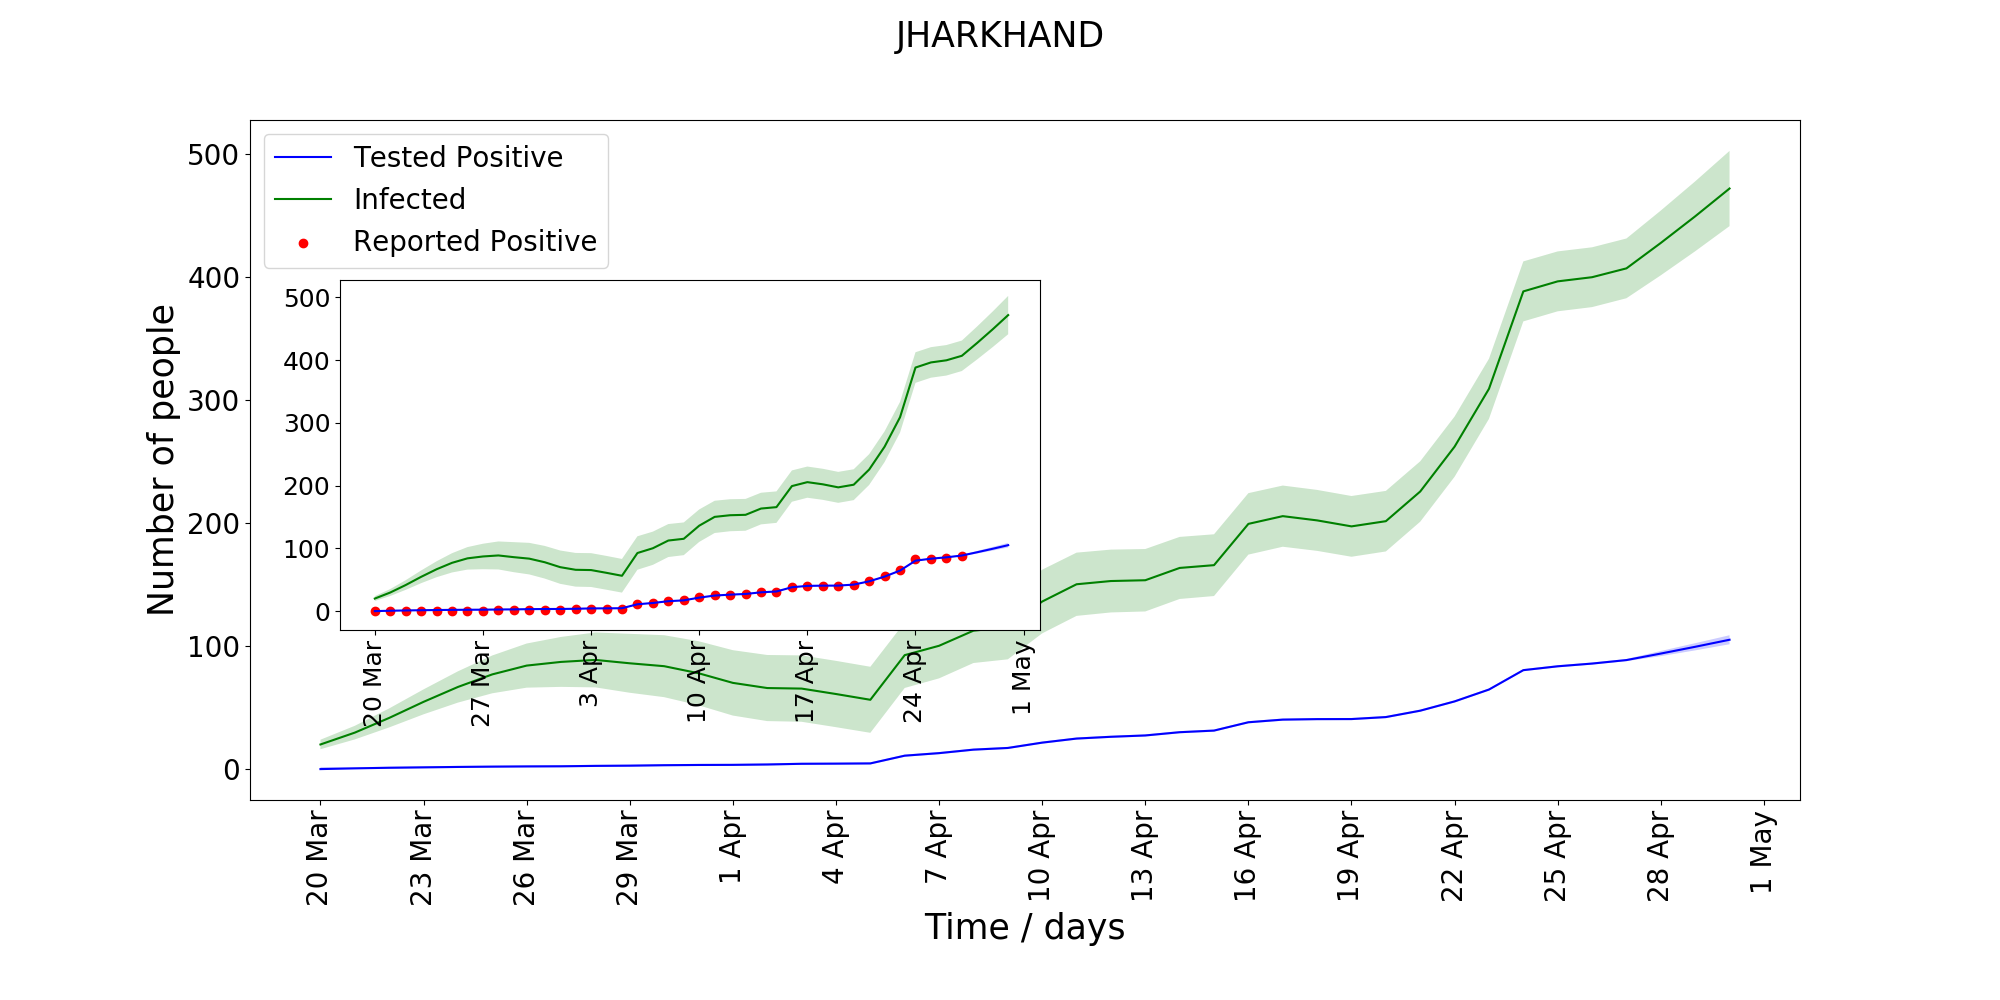 JHARKHAND
Tested Positive
Infected
Reported Positive
Number of people
500
400
300
200
100
0
500
400
300
200
100
0
20 Mar
27 Mar
3 Apr
10 Apr
17 Apr
24 Apr
1 May
20 Mar
23 Mar
26 Mar
29 Mar
1 Apr
4 Apr
7 Apr
10 Apr
13 Apr
16 Apr
19 Apr
22 Apr
25 Apr
28 Apr
1 May
Time / days